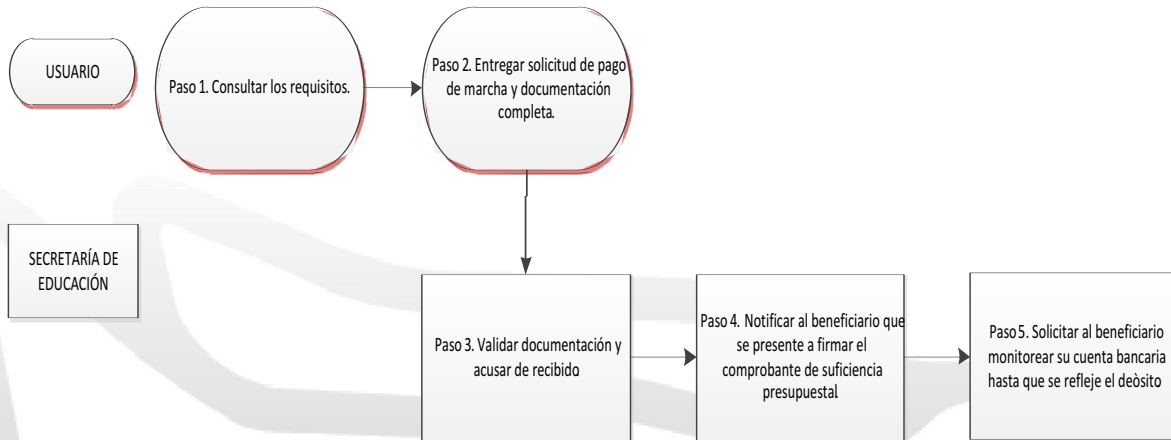 USUARIO
Paso 1. Consultar los requisitos.
Paso 2. Entregar solicitud de pago
de marcha y documentación
completa.
SECRETARÍA DE
EDUCACIÓN
Paso 3. Validar documentación y
acusar de recibido
Paso 4. Notificar al beneficiario que
se presente a firmar el
comprobante de suficiencia
presupuestal.
Paso 5. Solicitar al beneficiario
monitorear su cuenta bancaria
hasta que se refleje el deòsito